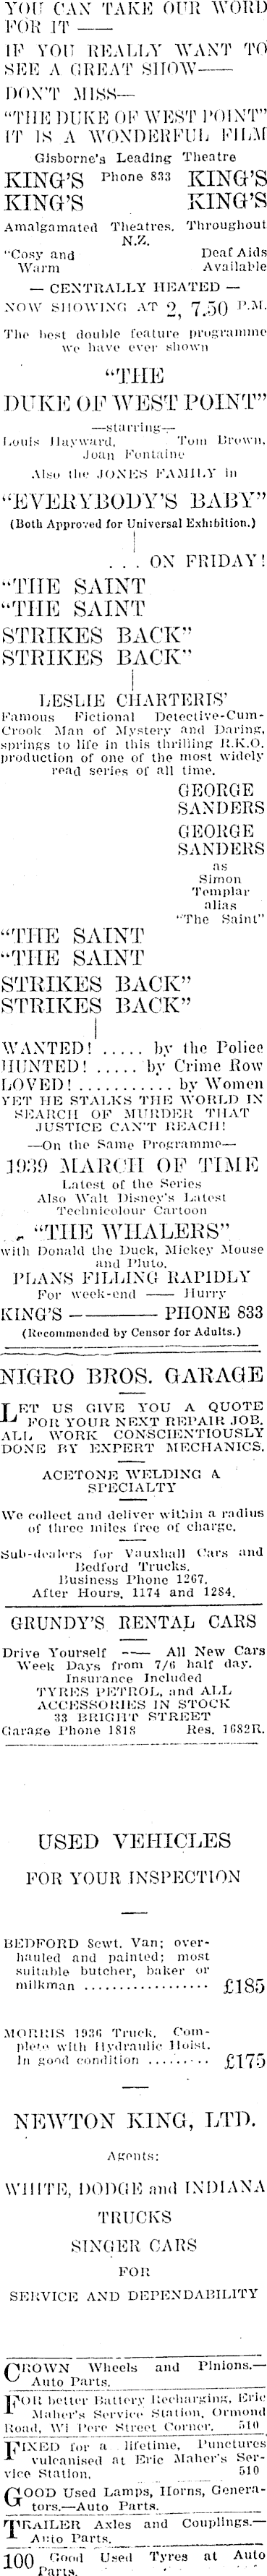 YOU CAN TAKE OUR WORD
FOR IT ——
IF YOU REALLY WANT TO
SEE A GREAT SHOW——
DON'T MISS—
"THE DUKE OF WEST POINT"
IT IS A WONDERFUL FILM
Gisborne's Leading Theatre
KING'S Phone 833 KING'S
KING'S KING'S
Amalgamated Theatres, Throughout
N.Z.
"Cosy and Deaf Aids
Warm Available
— CENTRALLY HEATED —
NOW SHOWING AT 2, 7.50 P.M.
The best double feature programme
we have ever shown
"THE
DUKE OF WEST POINT"
—starring—
Louis Hayward, Tom Brown,
Joan Fontaine
Also the JONES FAMILY in
"EVERYBODY'S BABY"
(Both Approved for Universal Exhibition.)
. . . ON FRIDAY!
"THE SAINT
"THE SAINT
STRIKES BACK"
STRIKES BACK"
LESLIE CHARTERIS'
Famous Fictional Detective-Cum-
Crook Man of Mystery and Daring,
springs to life in this thrilling R.K.O.
production of one of the most widely
read series of all time.
GEORGE
SANDERS
GEORGE
SANDERS
as
Simon
Templar
alias
"The Saint"
"THE SAINT
"THE SAINT
STRIKES BACK"
STRIKES BACK"
WANTED! ..... by the Police
HUNTED! ..... by Crime Row
LOVED! .......... by Women
YET HE STALKS THE WORLD IN
SEARCH OF MURDER THAT
JUSTICE CAN'T REACH!
—On the Same Programme—
1939 MARCH OF TIME
Latest of the Series
Also Walt Disney's Latest
Technicolour Cartoon
"THE WHALERS"
with Donald the Duck, Mickey Mouse
and Pluto.
PLANS FILLING RAPIDLY
For week-end —— Hurry
KING'S ———— PHONE 833
(Recommended by Censor for Adults.)
NIGRO BROS. GARAGE
LET US GIVE YOU A QUOTE
FOR YOUR NEXT REPAIR JOB.
ALL WORK CONSCIENTIOUSLY
DONE BY EXPERT MECHANICS.
ACETONE WELDING A
SPECIALTY
We collect and deliver within a radius
of three miles free of charge.
Sub-dealers for Vauxhall Cars and
Bedford Trucks.
Business Phone 1267,
After Hours, 1174 and 1284.
GRUNDY'S RENTAL CARS
Drive Yourself —— All New Cars
Week Days from 7/6 half day.
Insurance Included
TYRES PETROL, and ALL
ACCESSORIES IN STOCK
33 BRIGHT STREET
Garage Phone 1818 Res. 1682R.
USED VEHICLES
FOR YOUR INSPECTION
BEDFORD 8cwt. Van; over-
hauled and painted; most
suitable butcher, baker or
milkman .................. £185
MORRIS 1936 Truck. Com-
plete with Hydraulic Hoist.
In good condition ......... £175
NEWTON KING, LTD.
Agents:
WHITE, DODGE and INDIANA
TRUCKS
SINGER CARS
FOR
SERVICE AND DEPENDABILITY
CROWN Wheels and Pinions.—
Auto Parts.
FOR better Battery Recharging, Eric
Maher's Service Station, Ormond
Road, Wi Pere Street Corner. 510
FIXED for a lifetime, Punctures
vulcanised at Eric Maher's Ser-
vice Station. 510
GOOD Used Lamps, Horns, Genera-
tors.—Auto Parts.
TRAILER Axles and Couplings.—
Auto Parts.
100 Good Used Tyres at Auto
Parts.